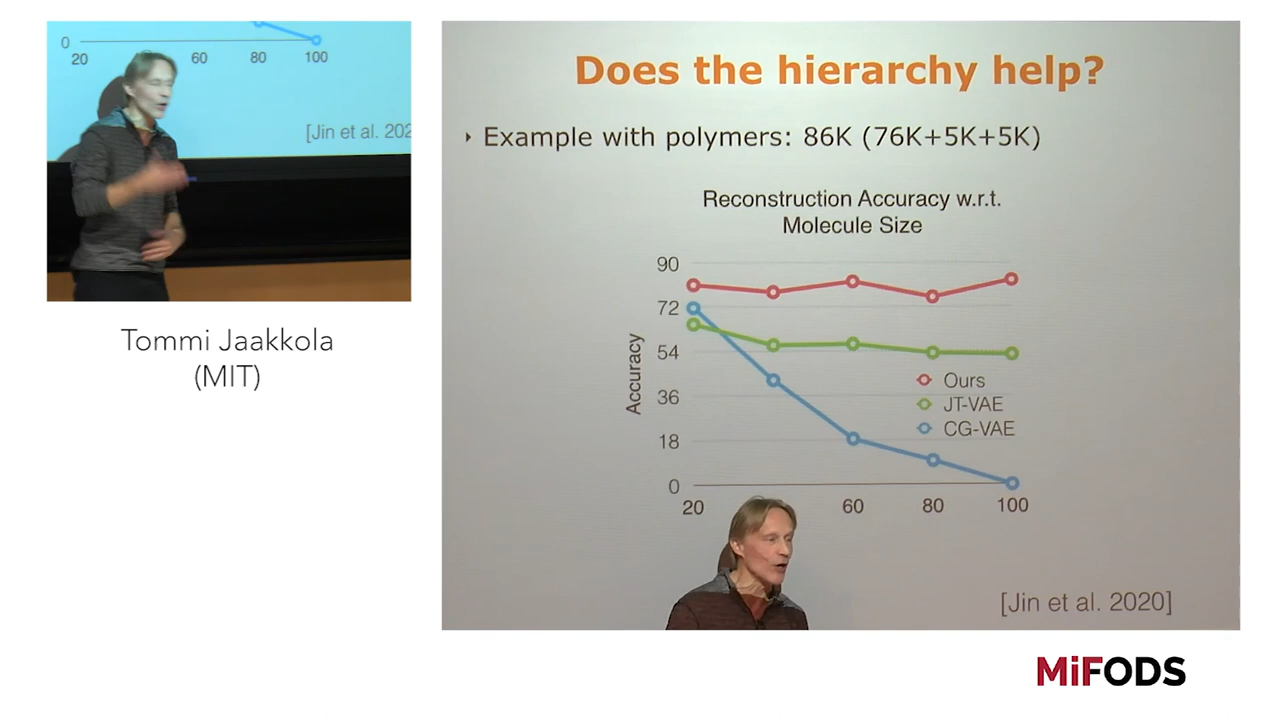 0
20
60
80
100
[Jin et al. 202
Tommi Jaakkola
(MIT)
Does the hierarchy help?
Example with polymers: 86K (76K+5K+5K)
Reconstruction Accuracy w.r.t.
Molecule Size
Accuracy
90
72
54
36
18
0
20
60
80
100
Ours
JT-VAE
CG-VAE
[Jin et al. 2020]
MiFODS